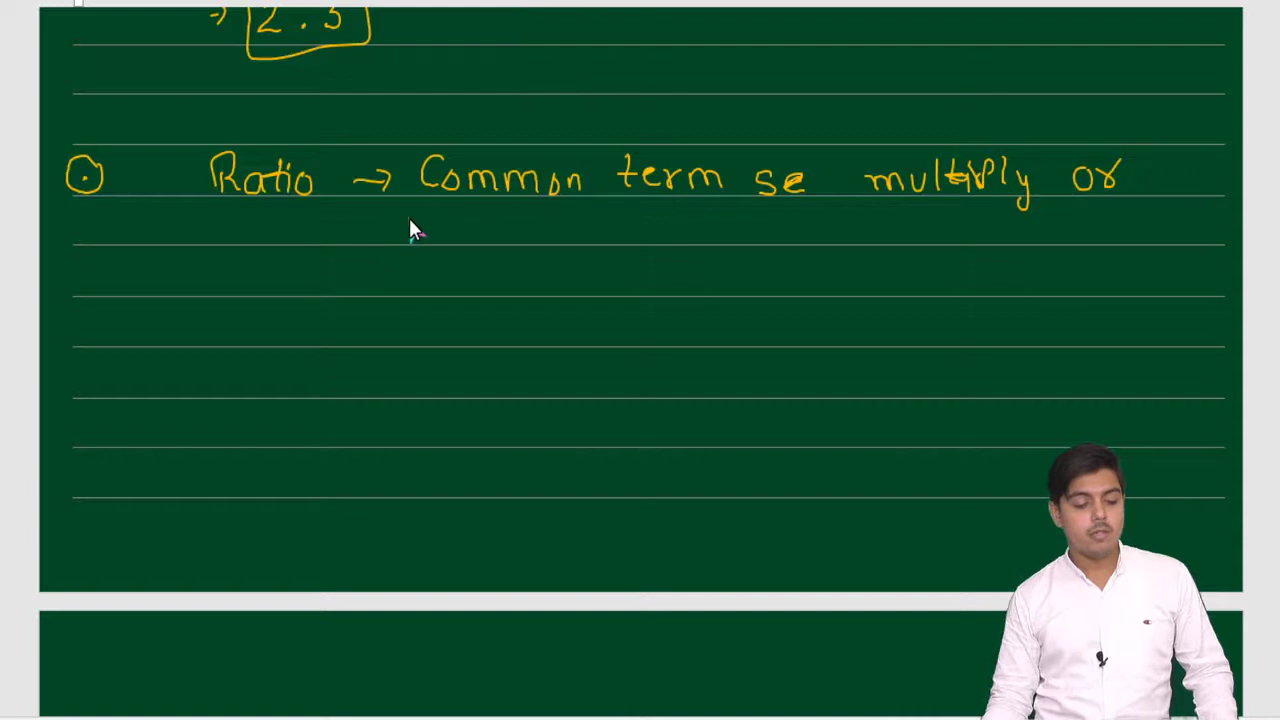 → 2 : 3
⊙ Ratio → Common term se multiply or